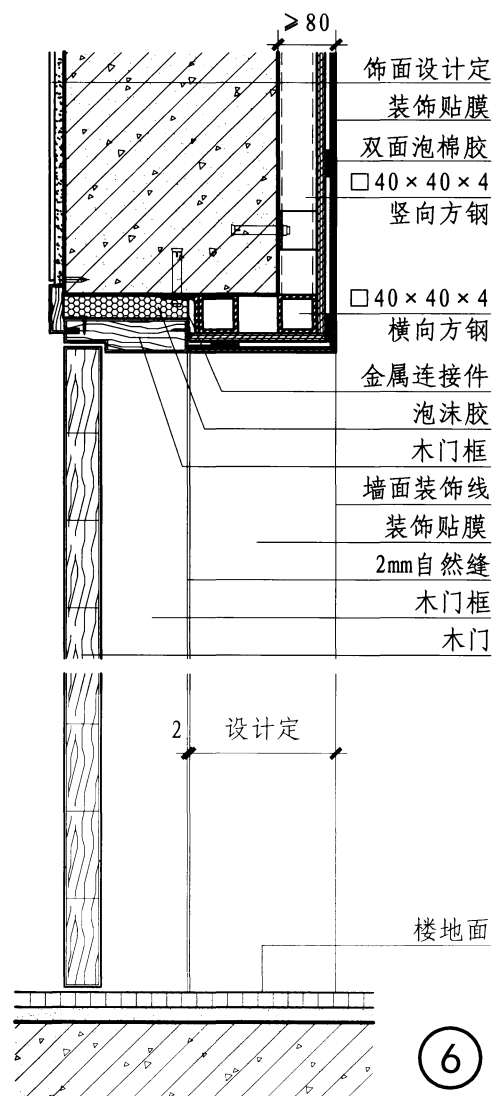 ≥80
饰面设计定
装饰贴膜
双面泡棉胶
□40×40×4
竖向方钢
□40×40×4
横向方钢
金属连接件
泡沫胶
木门框
墙面装饰线
装饰贴膜
2mm自然缝
木门框
木门
2 设计定
楼地面
6